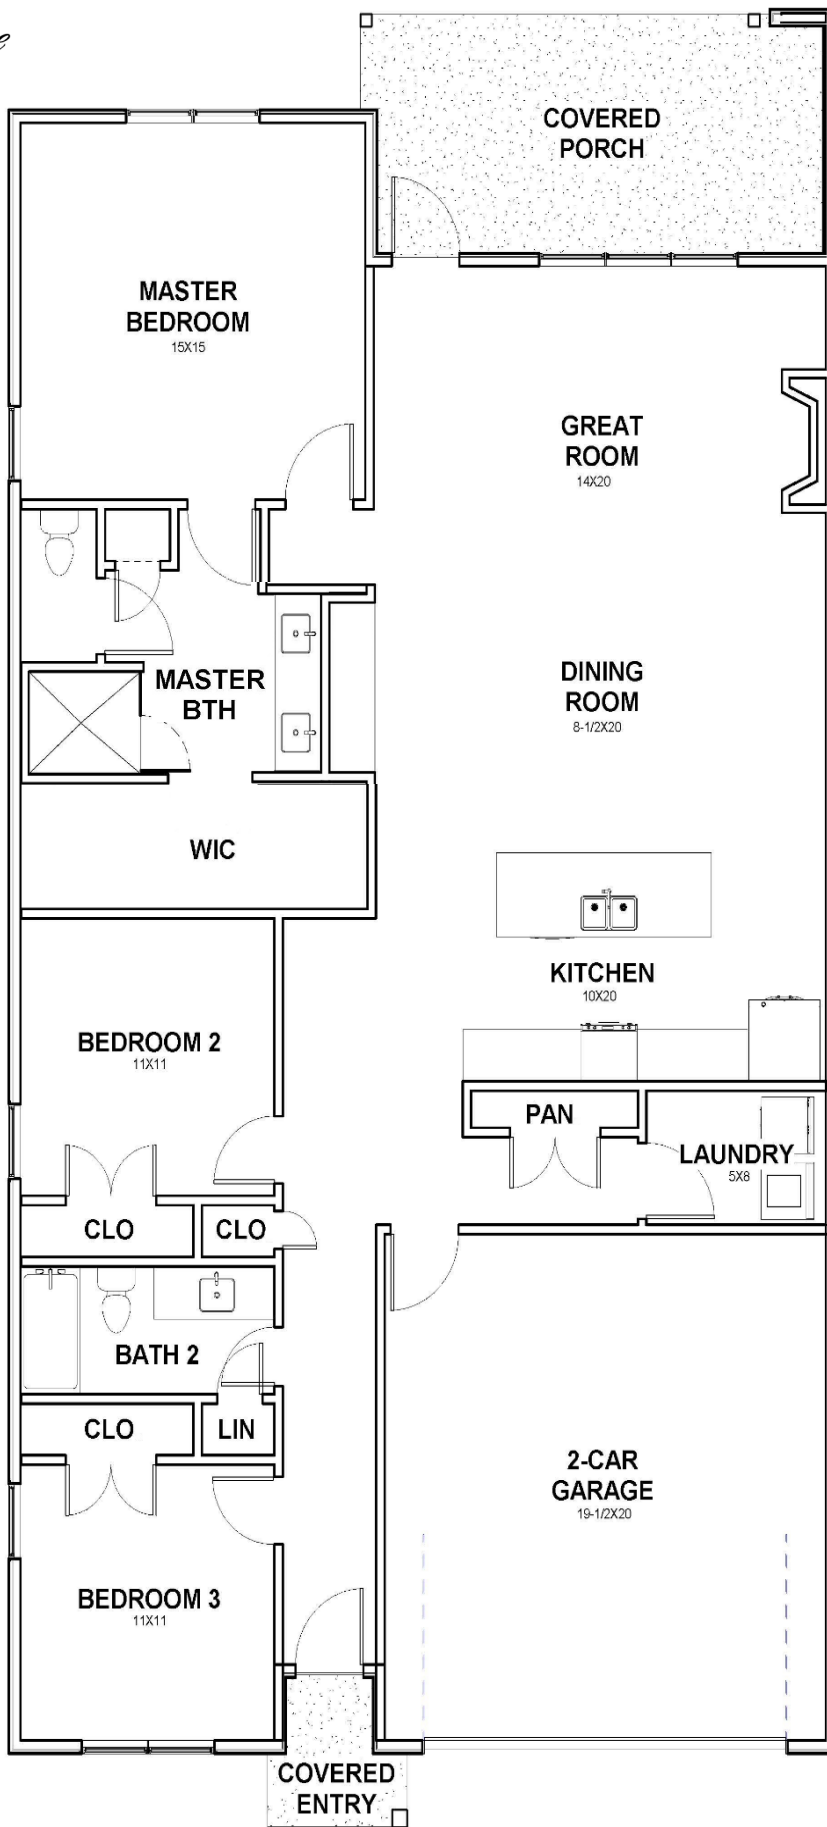 COVERED
PORCH
MASTER
BEDROOM
15X15
GREAT
ROOM
14X20
MASTER
BTH
DINING
ROOM
8-1/2X20
WIC
KITCHEN
10X20
BEDROOM 2
11X11
PAN
LAUNDRY
5X8
CLO
CLO
BATH 2
CLO
LIN
2-CAR
GARAGE
19-1/2X20
BEDROOM 3
11X11
COVERED
ENTRY